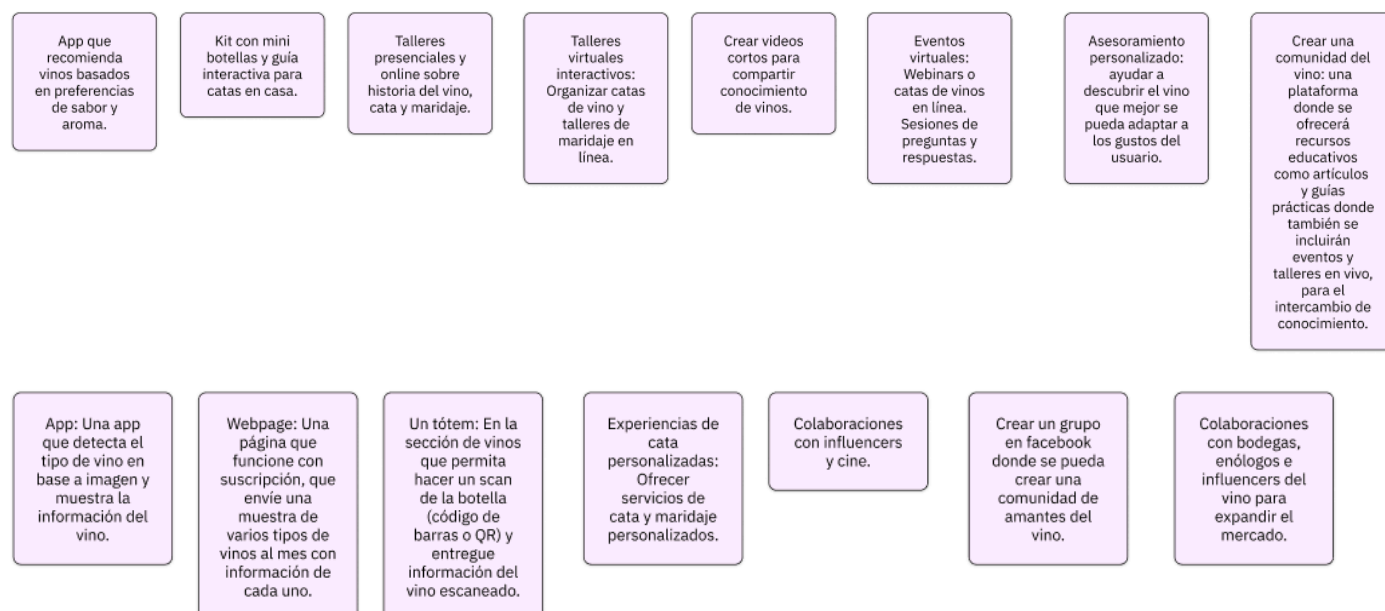 App que
recomienda
vinos basados
en preferencias
de sabor y
aroma.
Kit con mini
botellas y guía
interactiva para
catas en casa.
Talleres
presenciales y
online sobre
historia del vino,
cata y maridaje.
Talleres
virtuales
interactivos:
Organizar catas
de vino y
talleres de
maridaje en
línea.
Crear videos
cortos para
compartir
conocimiento
de vinos.
Eventos
virtuales:
Webinars o
catas de vinos
en línea.
Sesiones de
preguntas y
respuestas.
Asesoramiento
personalizado:
ayudar a
descubrir el vino
que mejor se
pueda adaptar a
los gustos del
usuario.
Crear una
comunidad del
vino: una
plataforma
donde se
ofrecerá
recursos
educativos
como artículos
y guías
prácticas donde
también se
incluirán
eventos y
talleres en vivo,
para el
intercambio de
conocimiento.
App: Una app
que detecta el
tipo de vino en
base a imagen y
muestra la
información del
vino.
Webpage: Una
página que
funcione con
suscripción, que
envíe una
muestra de
varios tipos de
vinos al mes con
información de
cada uno.
Un tótem: En la
sección de vinos
que permita
hacer un scan
de la botella
(código de
barras o QR) y
entregue
información del
vino escaneado.
Experiencias de
cata
personalizadas:
Ofrecer
servicios de
cata y maridaje
personalizados.
Colaboraciones
con influencers
y cine.
Crear un grupo
en facebook
donde se pueda
crear una
comunidad de
amantes del
vino.
Colaboraciones
con bodegas,
enólogos e
influencers del
vino para
expandir el
mercado.